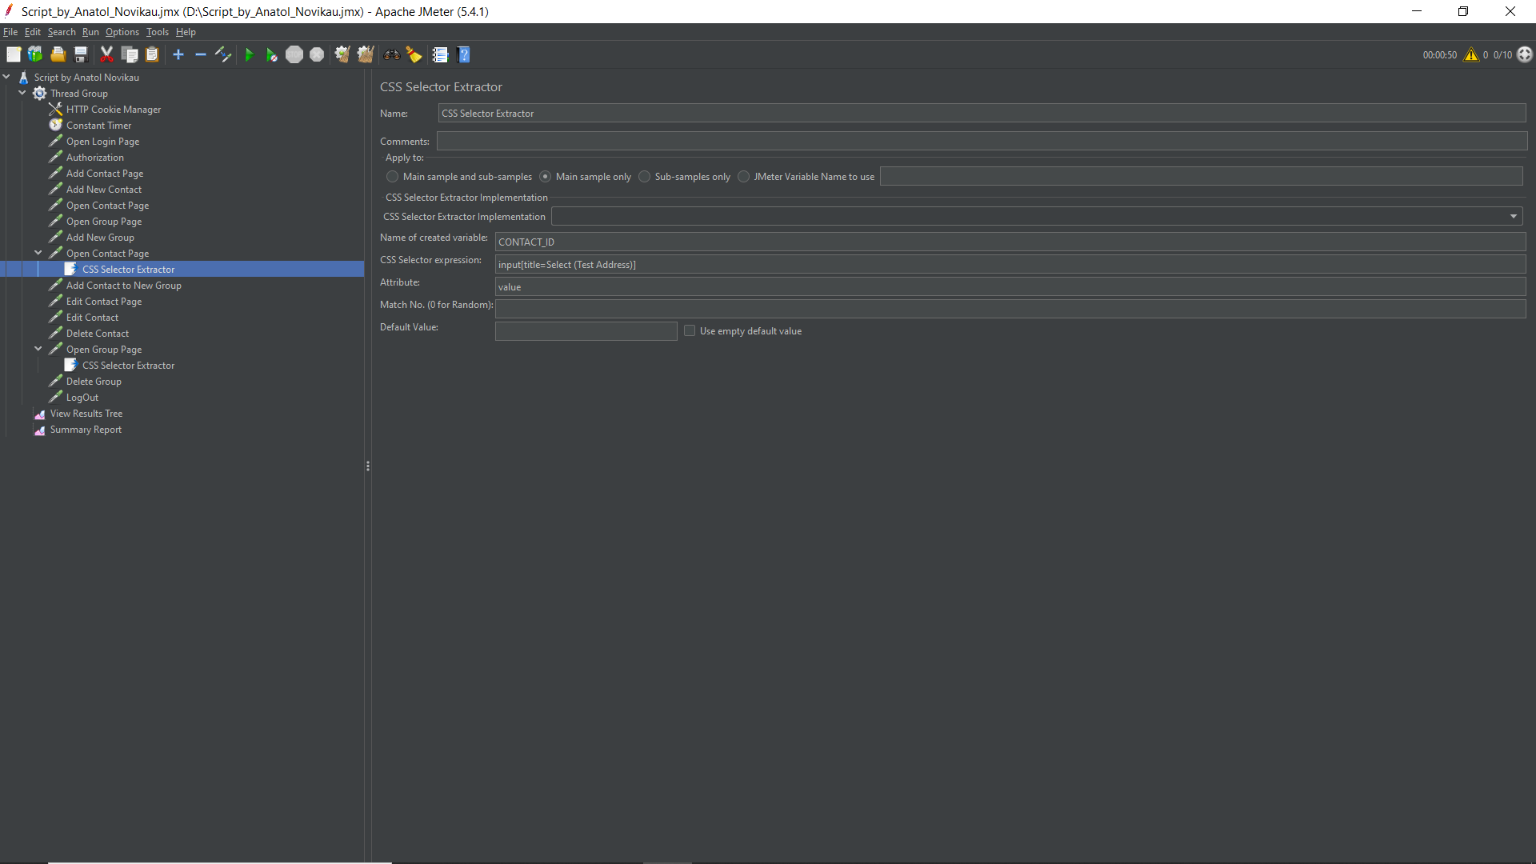 Script_by_Anatol_Novikau.jmx (D:\Script_by_Anatol_Novikau.jmx) - Apache JMeter (5.4.1)
File Edit Search Run Options Tools Help
00:00:50 0 0/10
Script by Anatol Novikau
Thread Group
HTTP Cookie Manager
Constant Timer
Open Login Page
Authorization
Add Contact Page
Add New Contact
Open Contact Page
Open Group Page
Add New Group
Open Contact Page
CSS Selector Extractor
Add Contact to New Group
Edit Contact Page
Edit Contact
Delete Contact
Open Group Page
CSS Selector Extractor
Delete Group
LogOut
View Results Tree
Summary Report
CSS Selector Extractor
Name: CSS Selector Extractor
Comments:
Apply to:
Main sample and sub-samples Main sample only Sub-samples only JMeter Variable Name to use
CSS Selector Extractor Implementation
CSS Selector Extractor Implementation
Name of created variable: CONTACT_ID
CSS Selector expression: input[title=Select (Test Address)]
Attribute: value
Match No. (0 for Random):
Default Value: Use empty default value